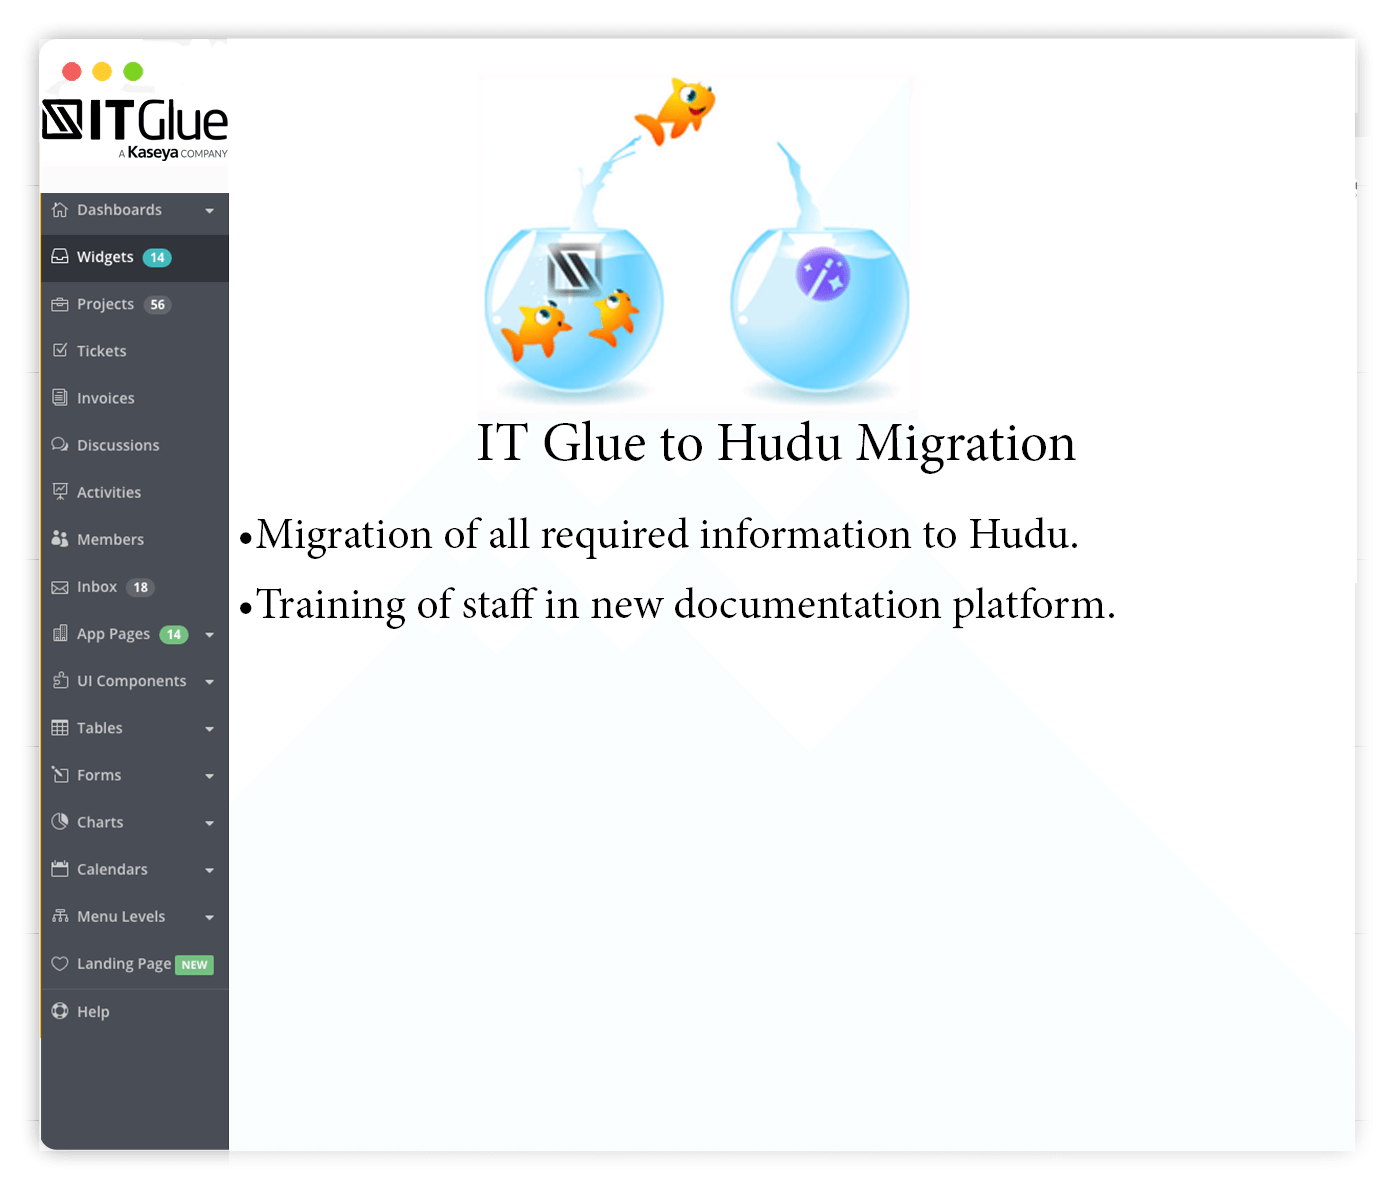 ITGlue
A Kaseya COMPANY
Dashboards
Widgets 14
Projects 56
Tickets
Invoices
Discussions
Activities
Members
Inbox 18
App Pages 14
UI Components
Tables
Forms
Charts
Calendars
Menu Levels
Landing Page NEW
Help
IT Glue to Hudu Migration
•Migration of all required information to Hudu.
•Training of staff in new documentation platform.